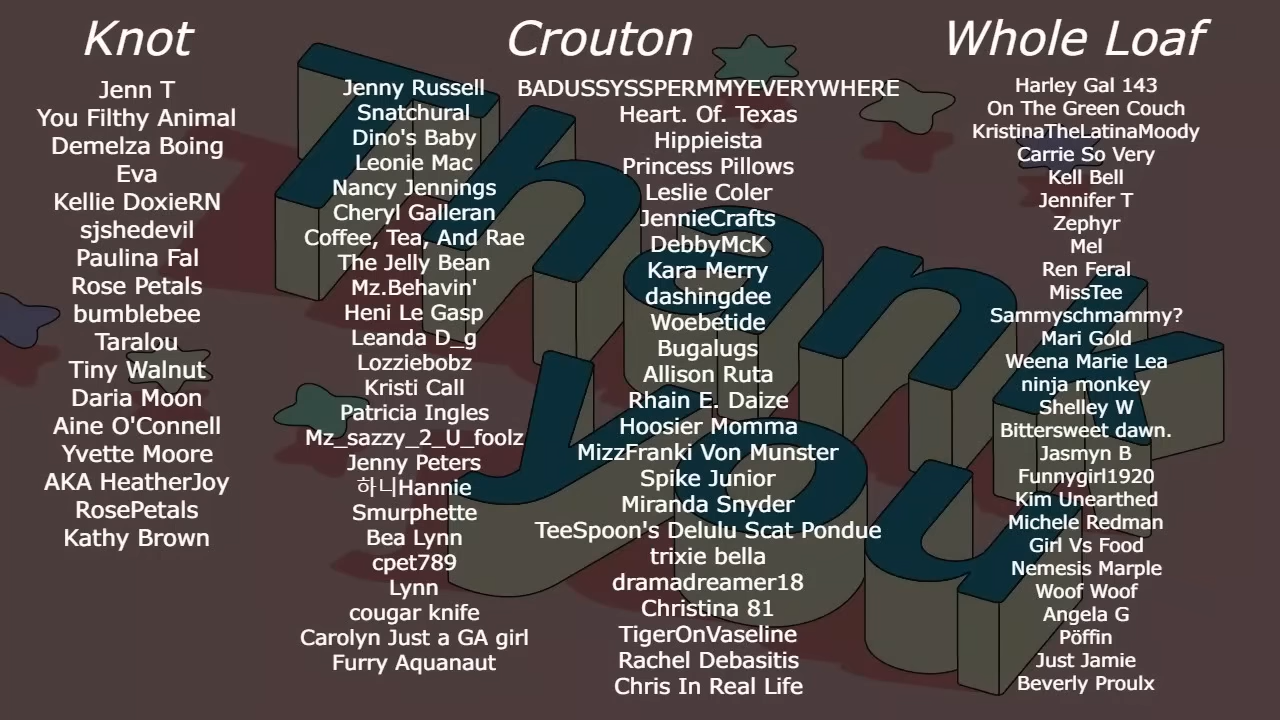 Knot
Jenn T
You Filthy Animal
Demelza Boing
Eva
Kellie DoxieRN
sjshedevil
Paulina Fal
Rose Petals
bumblebee
Taralou
Tiny Walnut
Daria Moon
Aine O'Connell
Yvette Moore
AKA HeatherJoy
RosePetals
Kathy Brown
Crouton
Jenny Russell
Snatchural
Dino's Baby
Leonie Mac
Nancy Jennings
Cheryl Galleran
Coffee, Tea, And Rae
The Jelly Bean
Mz.Behavin'
Heni Le Gasp
Leanda D_g
Lozziebobz
Kristi Call
Patricia Ingles
Mz_sazzy_2_U_foolz
Jenny Peters
하니Hannie
Smurphette
Bea Lynn
cpet789
Lynn
cougar knife
Carolyn Just a GA girl
Furry Aquanaut
BADUSSYSSPERMMYEVERYWHERE
Heart. Of. Texas
Hippieista
Princess Pillows
Leslie Coler
JennieCrafts
DebbyMcK
Kara Merry
dashingdee
Woebetide
Bugalugs
Allison Ruta
Rhain E. Daize
Hoosier Momma
MizzFranki Von Munster
Spike Junior
Miranda Snyder
TeeSpoon's Delulu Scat Pondue
trixie bella
dramadreamer18
Christina 81
TigerOnVaseline
Rachel Debasitis
Chris In Real Life
Whole Loaf
Harley Gal 143
On The Green Couch
KristinaTheLatinaMoody
Carrie So Very
Kell Bell
Jennifer T
Zephyr
Mel
Ren Feral
MissTee
Sammyschmammy?
Mari Gold
Weena Marie Lea
ninja monkey
Shelley W
Bittersweet dawn.
Jasmyn B
Funnygirl1920
Kim Unearthed
Michele Redman
Girl Vs Food
Nemesis Marple
Woof Woof
Angela G
Pöffin
Just Jamie
Beverly Proulx
Thank
you